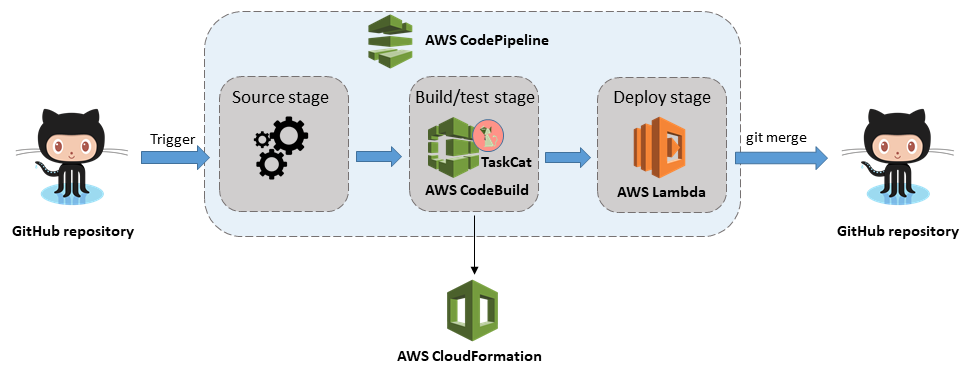 AWS CodePipeline
Source stage
Build/test stage
Deploy stage
Trigger
git merge
TaskCat
AWS CodeBuild
AWS Lambda
GitHub repository
GitHub repository
AWS CloudFormation